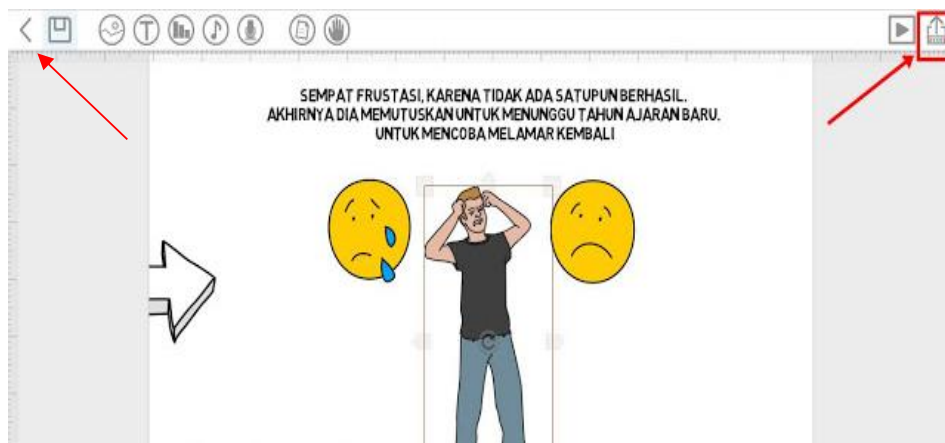 T
SEMPAT FRUSTASI, KARENA TIDAK ADA SATUPUN BERHASIL.
AKHIRNYA DIA MEMUTUSKAN UNTUK MENUNGGU TAHUN AJARAN BARU.
UNTUK MENCOBA MELAMAR KEMBALI